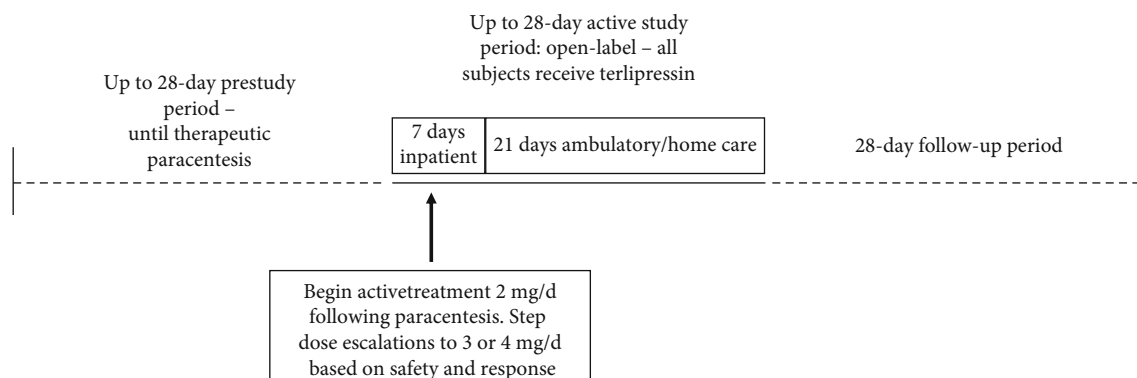 Up to 28-day prestudy
period –
until therapeutic
paracentesis
Up to 28-day active study
period: open-label – all
subjects receive terlipressin
7 days
inpatient
21 days ambulatory/home care
28-day follow-up period
Begin activetreatment 2 mg/d
following paracentesis. Step
dose escalations to 3 or 4 mg/d
based on safety and response